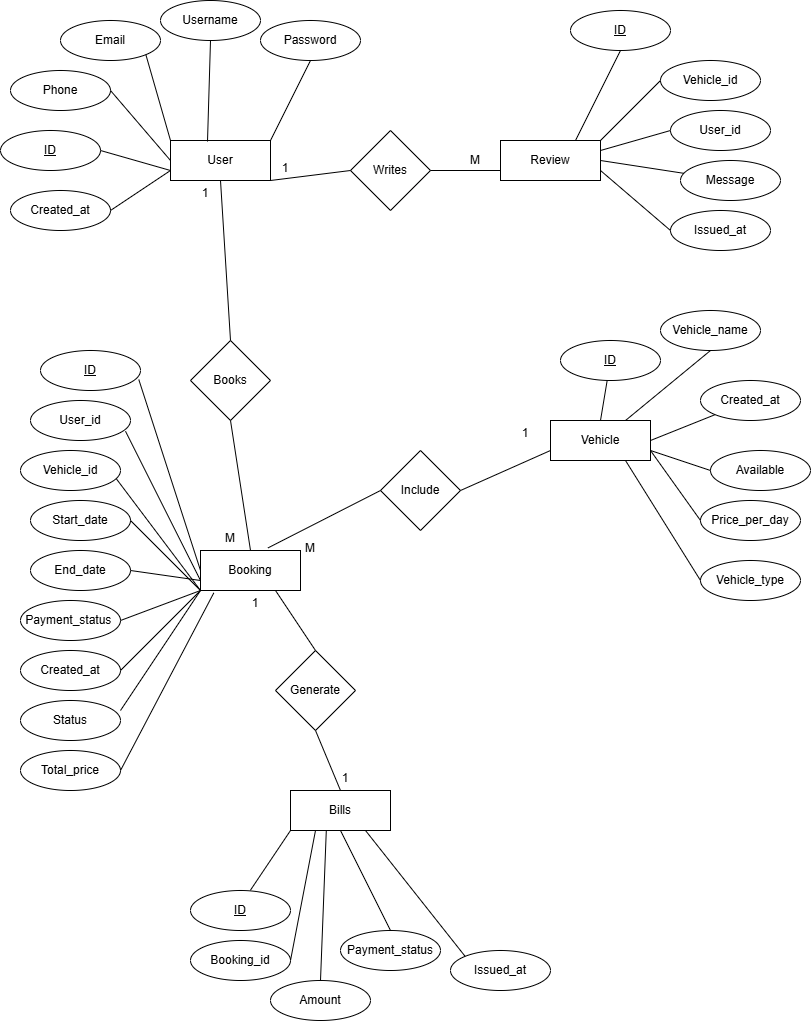 Username
Email
Password
Phone
ID
Created_at
User
1
1
Writes
M
Review
ID
Vehicle_id
User_id
Message
Issued_at
Books
M
ID
User_id
Vehicle_id
Start_date
End_date
Payment_status
Created_at
Status
Total_price
Booking
M
Include
1
Vehicle
ID
Vehicle_name
Created_at
Available
Price_per_day
Vehicle_type
1
Generate
1
Bills
ID
Booking_id
Amount
Payment_status
Issued_at